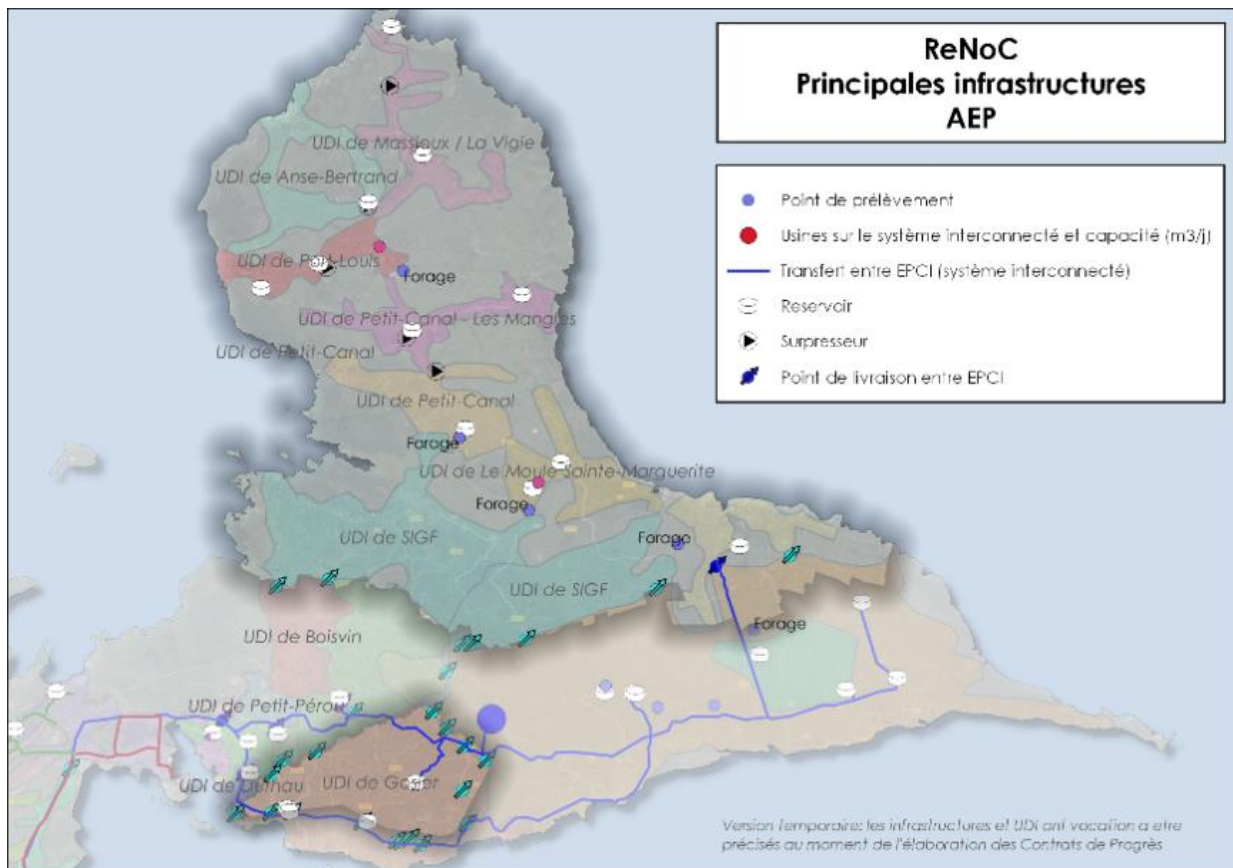 ReNoC
Principales infrastructures
AEP
Point de prélèvement
Usines sur le système interconnecté et capacité (m3/j)
Transfert entre EPCI (système interconnecté)
Reservoir
Surpresseur
Point de livraison entre EPCI
UDI de Massieux / La Vigie
UDI de Anse-Bertrand
UDI de Port-Louis
Forage
UDI de Petit-Canal - Les Mangles
UDI de Petit-Canal
UDI de Petit-Canal
Forage
UDI de Le Moule Sainte-Marguerite
Forage
UDI de SIGF
Forage
UDI de SIGF
UDI de Boisvin
Forage
UDI de Petit-Pérou
UDI de Dumau
UDI de Gosier
Version temporaire: les infrastructures et UDI ont vocation a etre
précisés au moment de l'élaboration des Contrats de Progrès